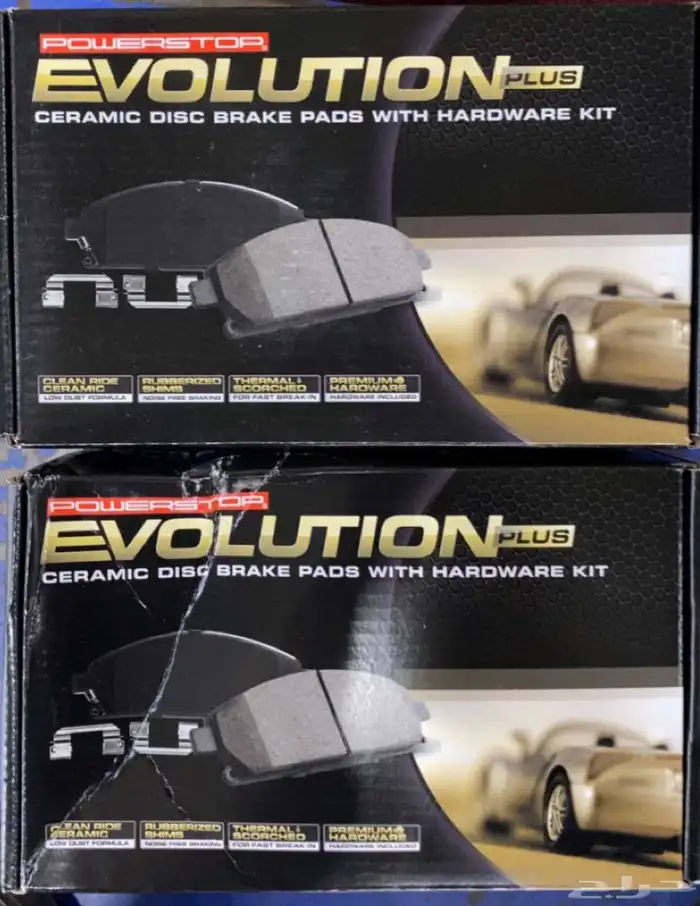 POWERSTOP
EVOLUTION PLUS
CERAMIC DISC BRAKE PADS WITH HARDWARE KIT
CLEAN RIDE CERAMIC
LOW DUST FORMULA
RUBBERIZED SHIMS
NOISE FREE BRAKING
THERMAL SCORCHED
FOR FAST BREAK-IN
PREMIUM HARDWARE
HARDWARE INCLUDED
POWERSTOP
EVOLUTION PLUS
CERAMIC DISC BRAKE PADS WITH HARDWARE KIT
CLEAN RIDE CERAMIC
LOW DUST FORMULA
RUBBERIZED SHIMS
NOISE FREE BRAKING
THERMAL SCORCHED
FOR FAST BREAK-IN
PREMIUM HARDWARE
HARDWARE INCLUDED
حراج